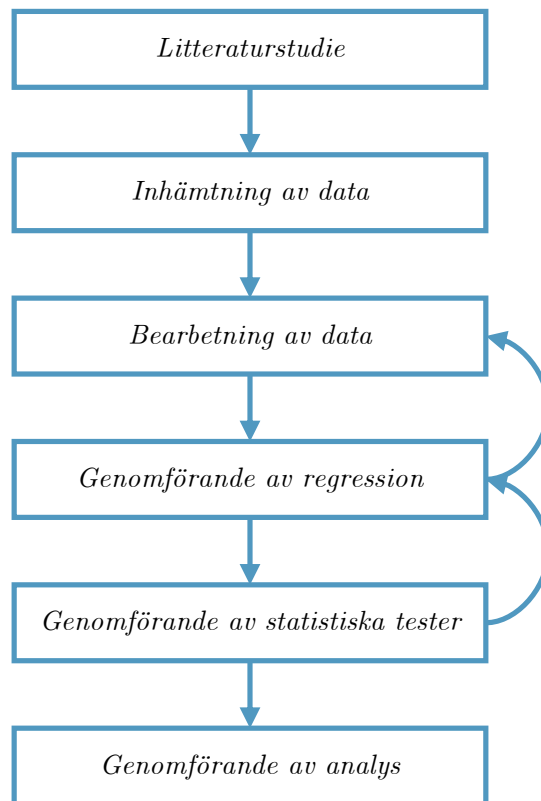 Litteraturstudie
Inhämtning av data
Bearbetning av data
Genomförande av regression
Genomförande av statistiska tester
Genomförande av analys